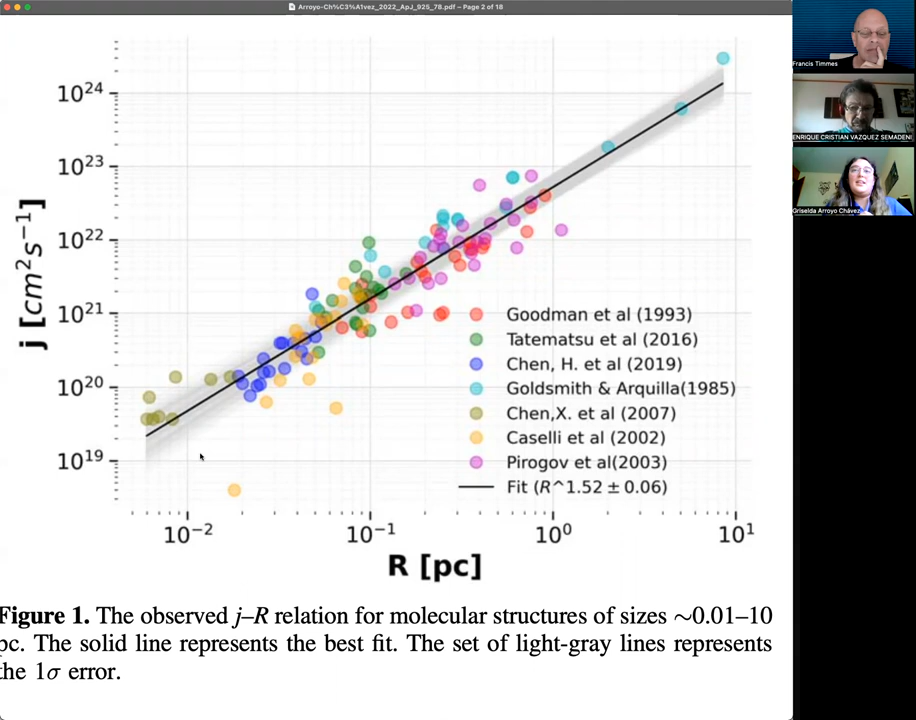 Arroyo-Ch%C3%A1vez_2022_ApJ_925_78.pdf – Page 2 of 18
Francis Timmes
ENRIQUE CRISTIAN VAZQUEZ SEMADENI
Griselda Arroyo Chávez
10^24
10^23
10^22
10^21
10^20
10^19
j [cm^2s^−1]
Goodman et al (1993)
Tatematsu et al (2016)
Chen, H. et al (2019)
Goldsmith & Arquilla(1985)
Chen,X. et al (2007)
Caselli et al (2002)
Pirogov et al(2003)
Fit (R^1.52 ± 0.06)
10^−2
10^−1
10^0
10^1
R [pc]
Figure 1. The observed j–R relation for molecular structures of sizes ~0.01–10
pc. The solid line represents the best fit. The set of light-gray lines represents
the 1σ error.